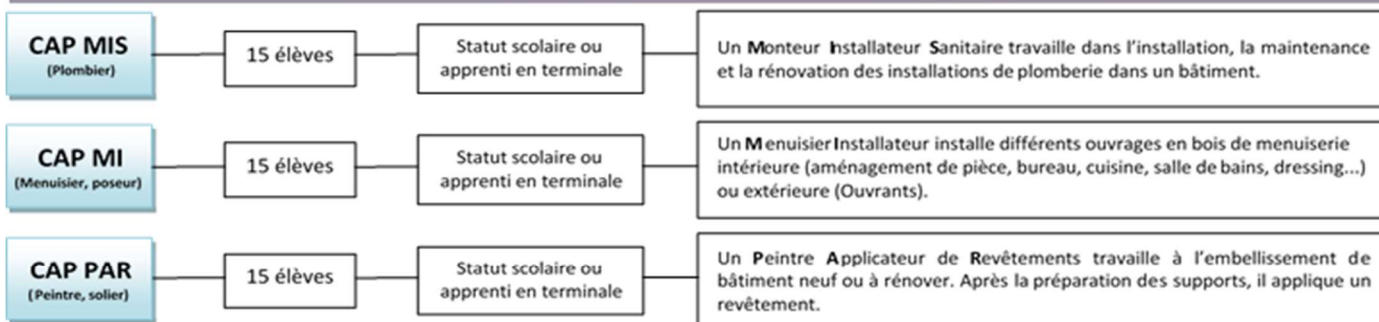 CAP MIS
(Plombier)
15 élèves
Statut scolaire ou
apprenti en terminale
Un Monteur Installateur Sanitaire travaille dans l'installation, la maintenance
et la rénovation des installations de plomberie dans un bâtiment.
CAP MI
(Menuisier, poseur)
15 élèves
Statut scolaire ou
apprenti en terminale
Un Menuisier Installateur installe différents ouvrages en bois de menuiserie
intérieure (aménagement de pièce, bureau, cuisine, salle de bains, dressing...)
ou extérieure (Ouvrants).
CAP PAR
(Peintre, solier)
15 élèves
Statut scolaire ou
apprenti en terminale
Un Peintre Applicateur de Revêtements travaille à l'embellissement de
bâtiment neuf ou à rénover. Après la préparation des supports, il applique un
revêtement.